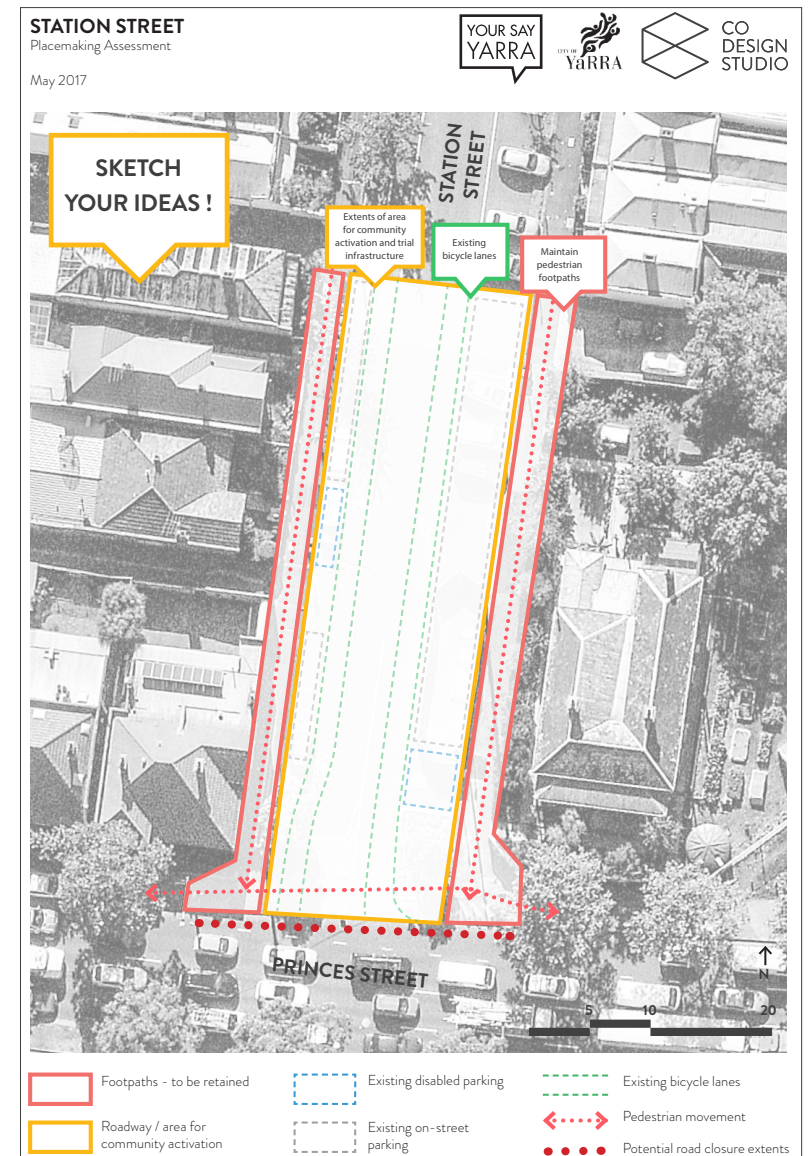 STATION STREET
Placemaking Assessment
May 2017
YOUR SAY
YARRA
CITY OF
YaRRA
CO
DESIGN
STUDIO
SKETCH
YOUR IDEAS !
STATION
STREET
Extents of area
for community
activation and trial
infrastructure
Existing
bicycle lanes
Maintain
pedestrian
footpaths
PRINCES STREET
N
5 10 20
Footpaths - to be retained
Roadway / area for
community activation
Existing disabled parking
Existing on-street
parking
Existing bicycle lanes
Pedestrian movement
Potential road closure extents